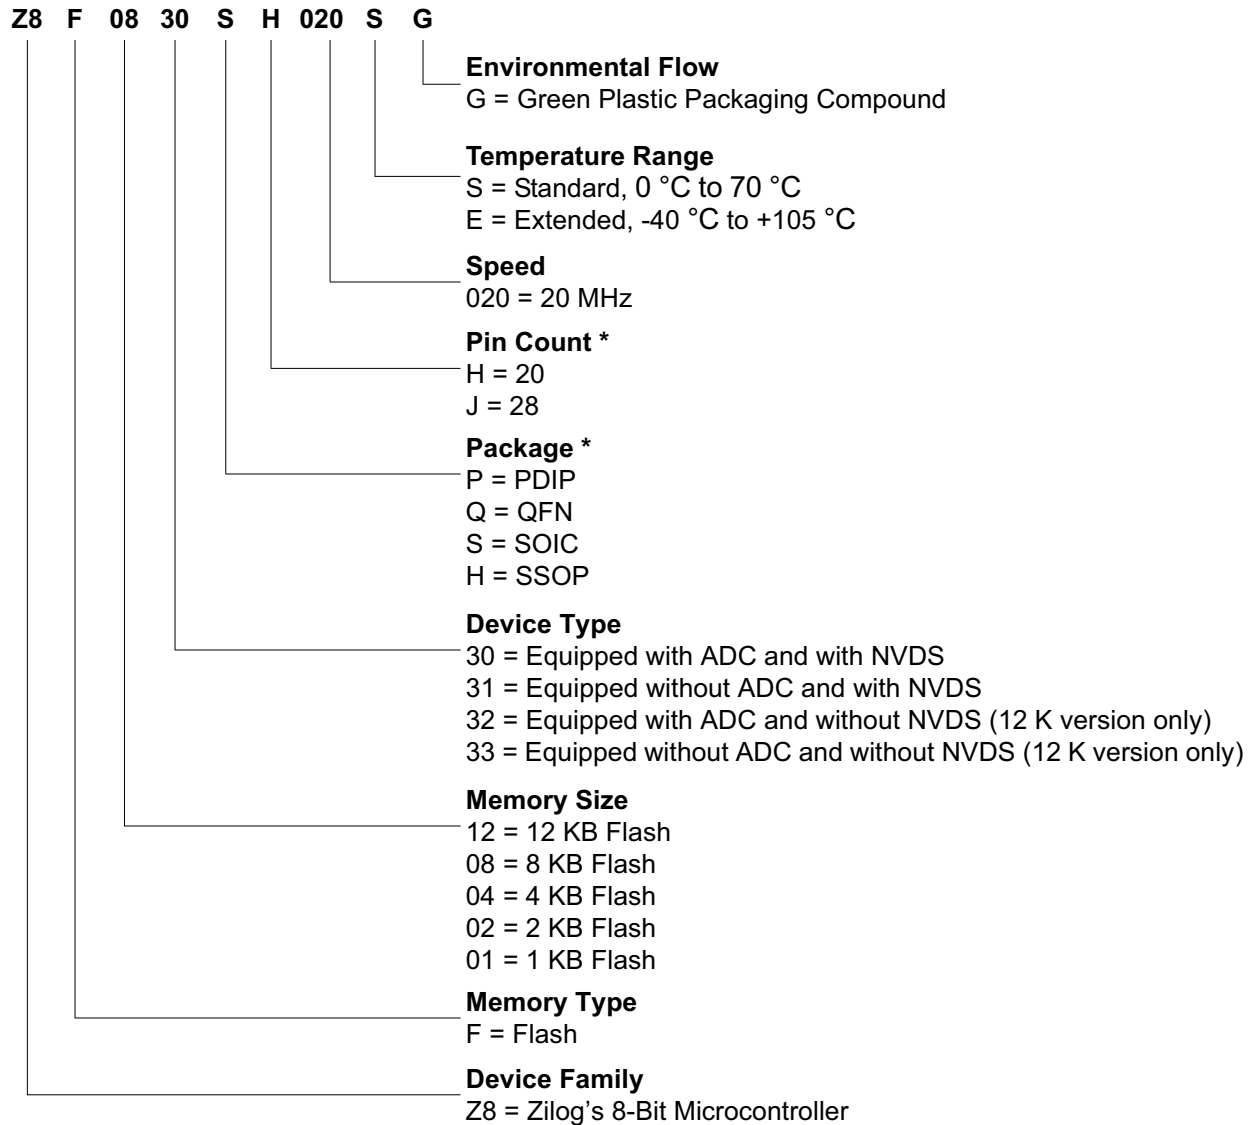 Z8 F 08 30 S H 020 S G
Environmental Flow
G = Green Plastic Packaging Compound
Temperature Range
S = Standard, 0 °C to 70 °C
E = Extended, -40 °C to +105 °C
Speed
020 = 20 MHz
Pin Count *
H = 20
J = 28
Package *
P = PDIP
Q = QFN
S = SOIC
H = SSOP
Device Type
30 = Equipped with ADC and with NVDS
31 = Equipped without ADC and with NVDS
32 = Equipped with ADC and without NVDS (12 K version only)
33 = Equipped without ADC and without NVDS (12 K version only)
Memory Size
12 = 12 KB Flash
08 = 8 KB Flash
04 = 4 KB Flash
02 = 2 KB Flash
01 = 1 KB Flash
Memory Type
F = Flash
Device Family
Z8 = Zilog’s 8-Bit Microcontroller